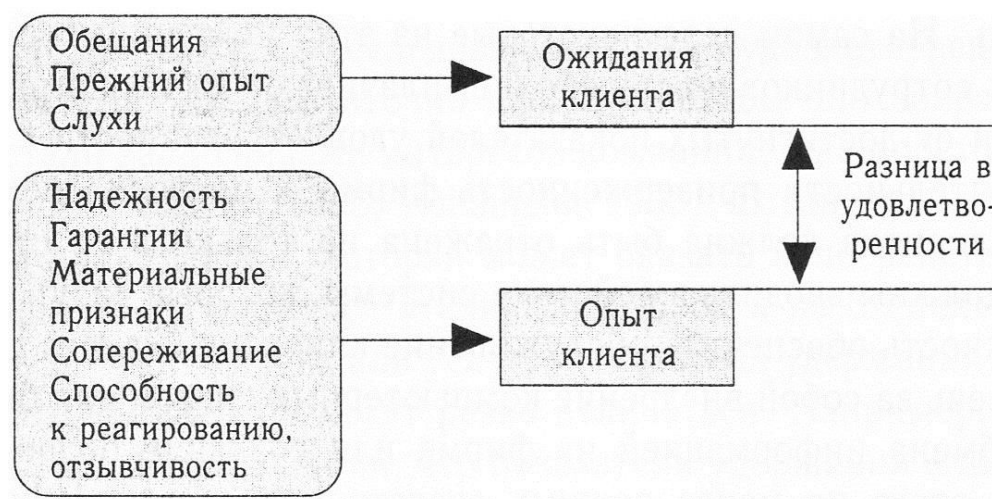 Обещания
Прежний опыт
Слухи
Ожидания
клиента
Разница в
удовлетво-
ренности
Надежность
Гарантии
Материальные
признаки
Сопереживание
Способность
к реагированию,
отзывчивость
Опыт
клиента